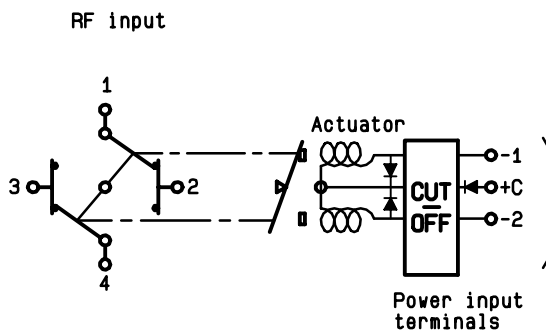 RF input
1
Actuator
3
2
4
CUT
OFF
-1
+C
-2
Power input
terminals